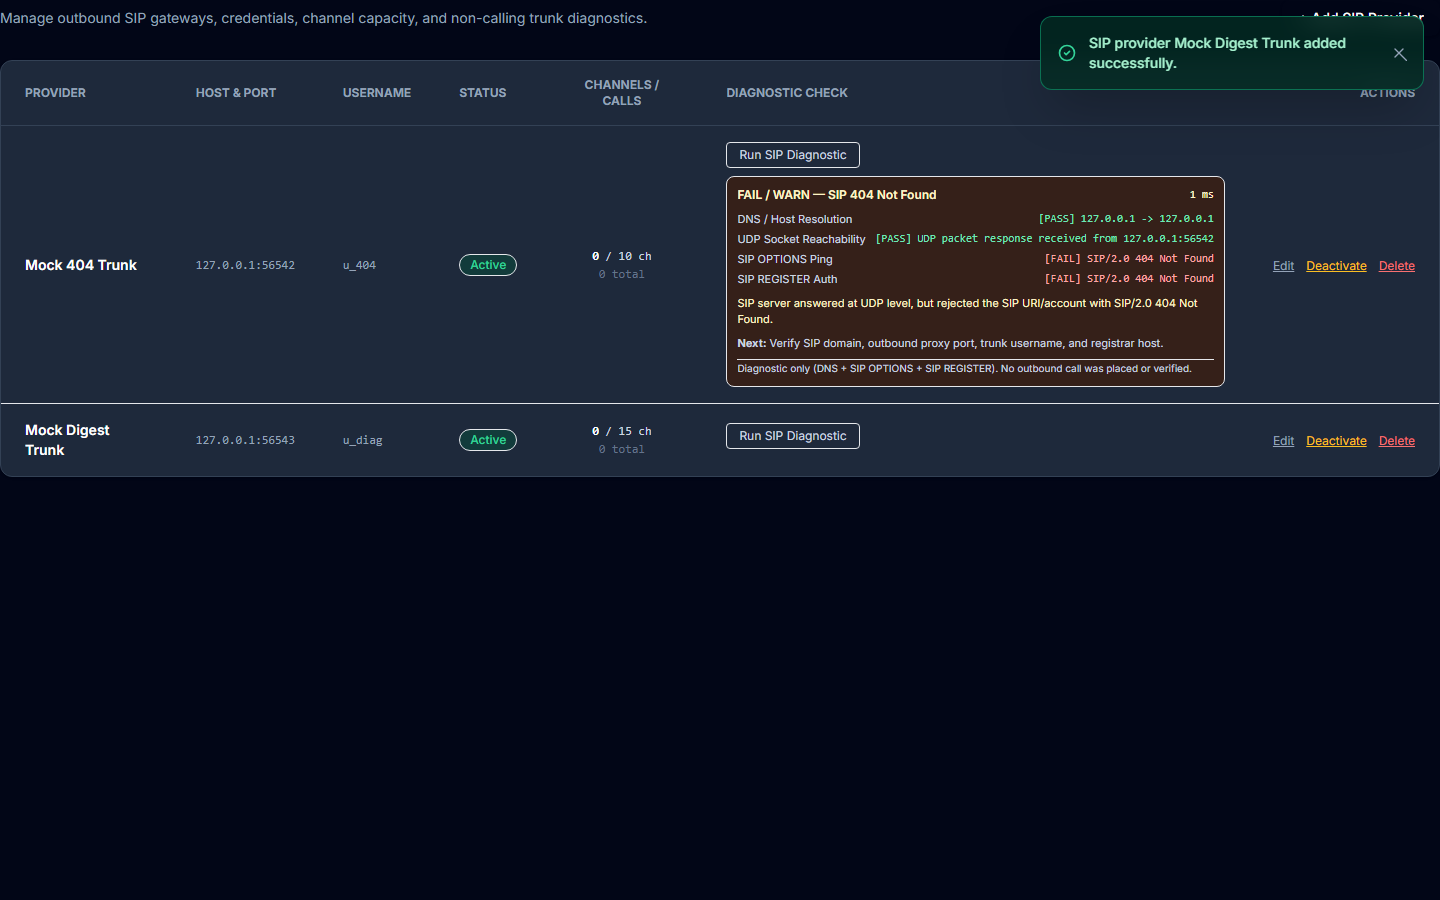 Manage outbound SIP gateways, credentials, channel capacity, and non-calling trunk diagnostics.
+ Add SIP Provider
SIP provider Mock Digest Trunk added
successfully.
PROVIDER
HOST & PORT
USERNAME
STATUS
CHANNELS /
CALLS
DIAGNOSTIC CHECK
ACTIONS
Mock 404 Trunk
127.0.0.1:56542
u_404
Active
0 / 10 ch
0 total
Run SIP Diagnostic
FAIL / WARN — SIP 404 Not Found
1 ms
DNS / Host Resolution
[PASS] 127.0.0.1 -> 127.0.0.1
UDP Socket Reachability
[PASS] UDP packet response received from 127.0.0.1:56542
SIP OPTIONS Ping
[FAIL] SIP/2.0 404 Not Found
SIP REGISTER Auth
[FAIL] SIP/2.0 404 Not Found
SIP server answered at UDP level, but rejected the SIP URI/account with SIP/2.0 404 Not
Found.
Next: Verify SIP domain, outbound proxy port, trunk username, and registrar host.
Diagnostic only (DNS + SIP OPTIONS + SIP REGISTER). No outbound call was placed or verified.
Edit
Deactivate
Delete
Mock Digest
Trunk
127.0.0.1:56543
u_diag
Active
0 / 15 ch
0 total
Run SIP Diagnostic
Edit
Deactivate
Delete